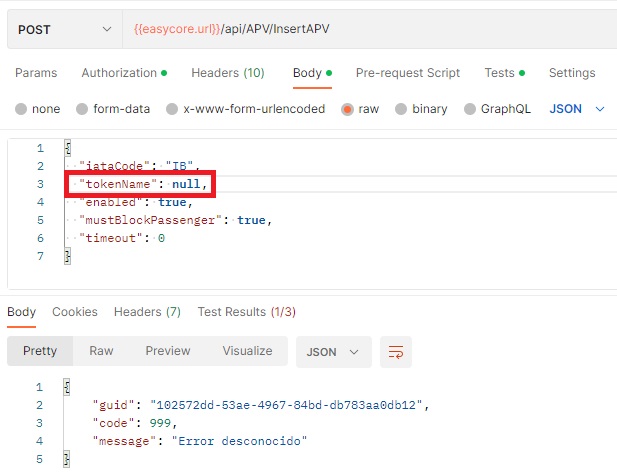 POST {{easycore.url}}/api/APV/InsertAPV
Params Authorization Headers (10) Body Pre-request Script Tests Settings
none form-data x-www-form-urlencoded raw binary GraphQL JSON
1 {
2 "iataCode": "IB",
3 "tokenName": null,
4 "enabled": true,
5 "mustBlockPassenger": true,
6 "timeout": 0
7 }
Body Cookies Headers (7) Test Results (1/3)
Pretty Raw Preview Visualize JSON
1 {
2 "guid": "102572dd-53ae-4967-84bd-db783aa0db12",
3 "code": 999,
4 "message": "Error desconocido"
5 }